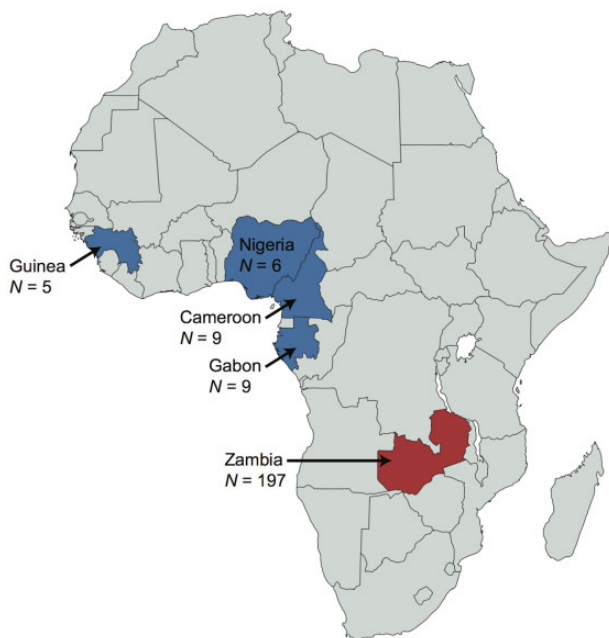 Nigeria
N = 6
Guinea
N = 5
Cameroon
N = 9
Gabon
N = 9
Zambia
N = 197